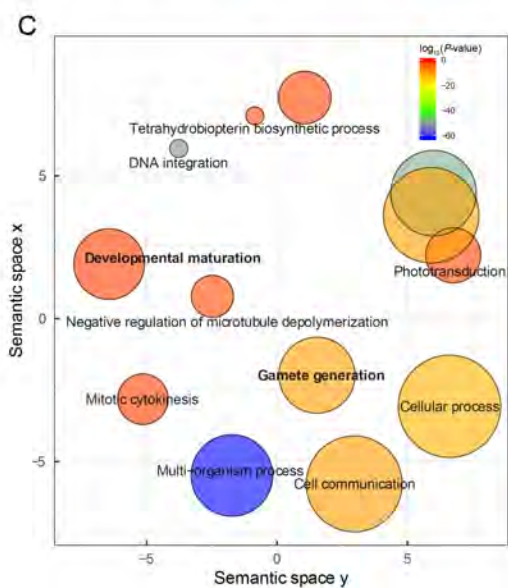 C
log₁₀(P-value)
0
−20
−40
−60
Tetrahydrobiopterin biosynthetic process
DNA integration
5
Developmental maturation
Phototransduction
0
Negative regulation of microtubule depolymerization
Gamete generation
Mitotic cytokinesis
Cellular process
−5
Multi-organism process
Cell communication
−5
0
5
Semantic space x
Semantic space y